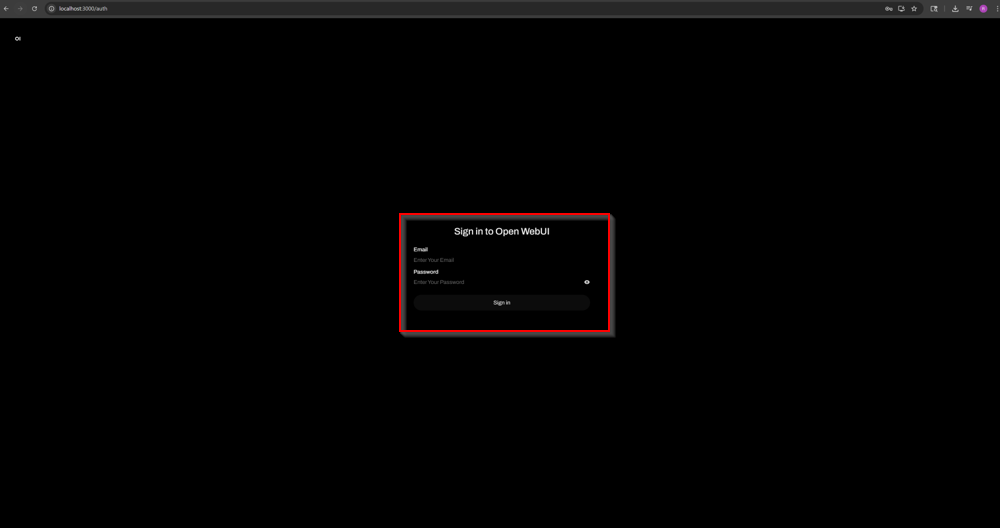 localhost:3000/auth
OI
Sign in to Open WebUI
Email
Enter Your Email
Password
Enter Your Password
Sign in